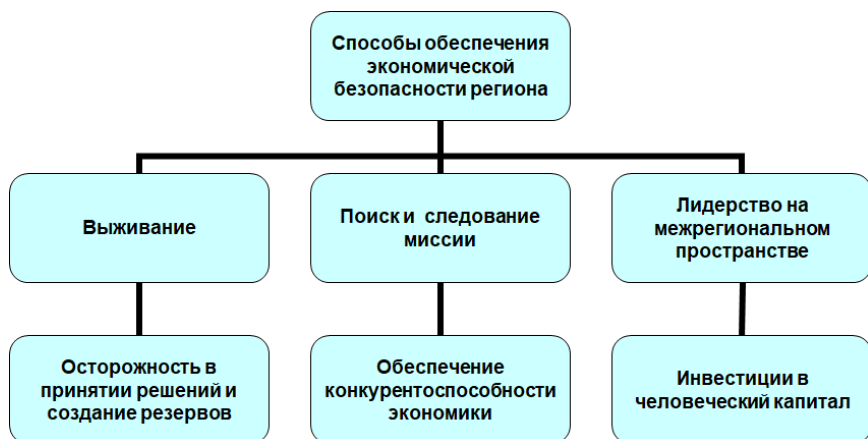 Способы обеспечения
экономической
безопасности региона
Выживание
Поиск и следование
миссии
Лидерство на
межрегиональном
пространстве
Осторожность в
принятии решений и
создание резервов
Обеспечение
конкурентоспособности
экономики
Инвестиции в
человеческий капитал